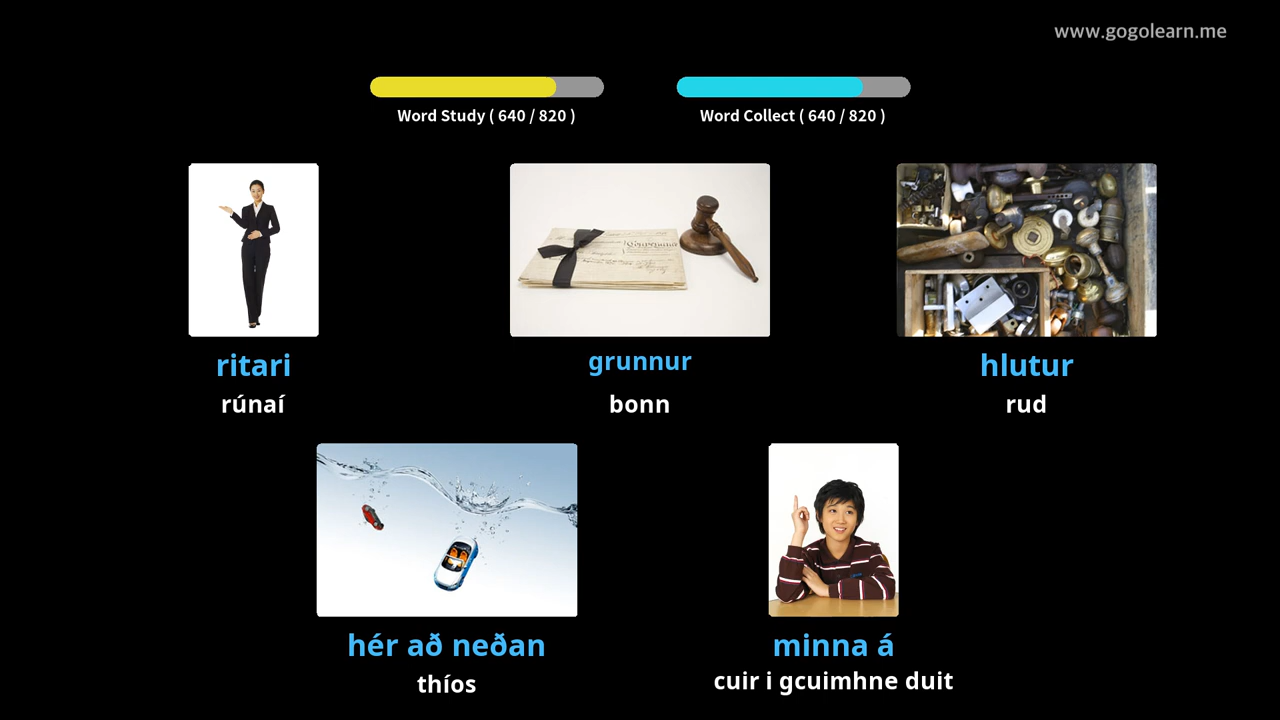 www.gogolearn.me
Word Study ( 640 / 820 )
Word Collect ( 640 / 820 )
ritari
rúnaí
grunnur
bonn
hlutur
rud
hér að neðan
thíos
minna á
cuir i gcuimhne duit